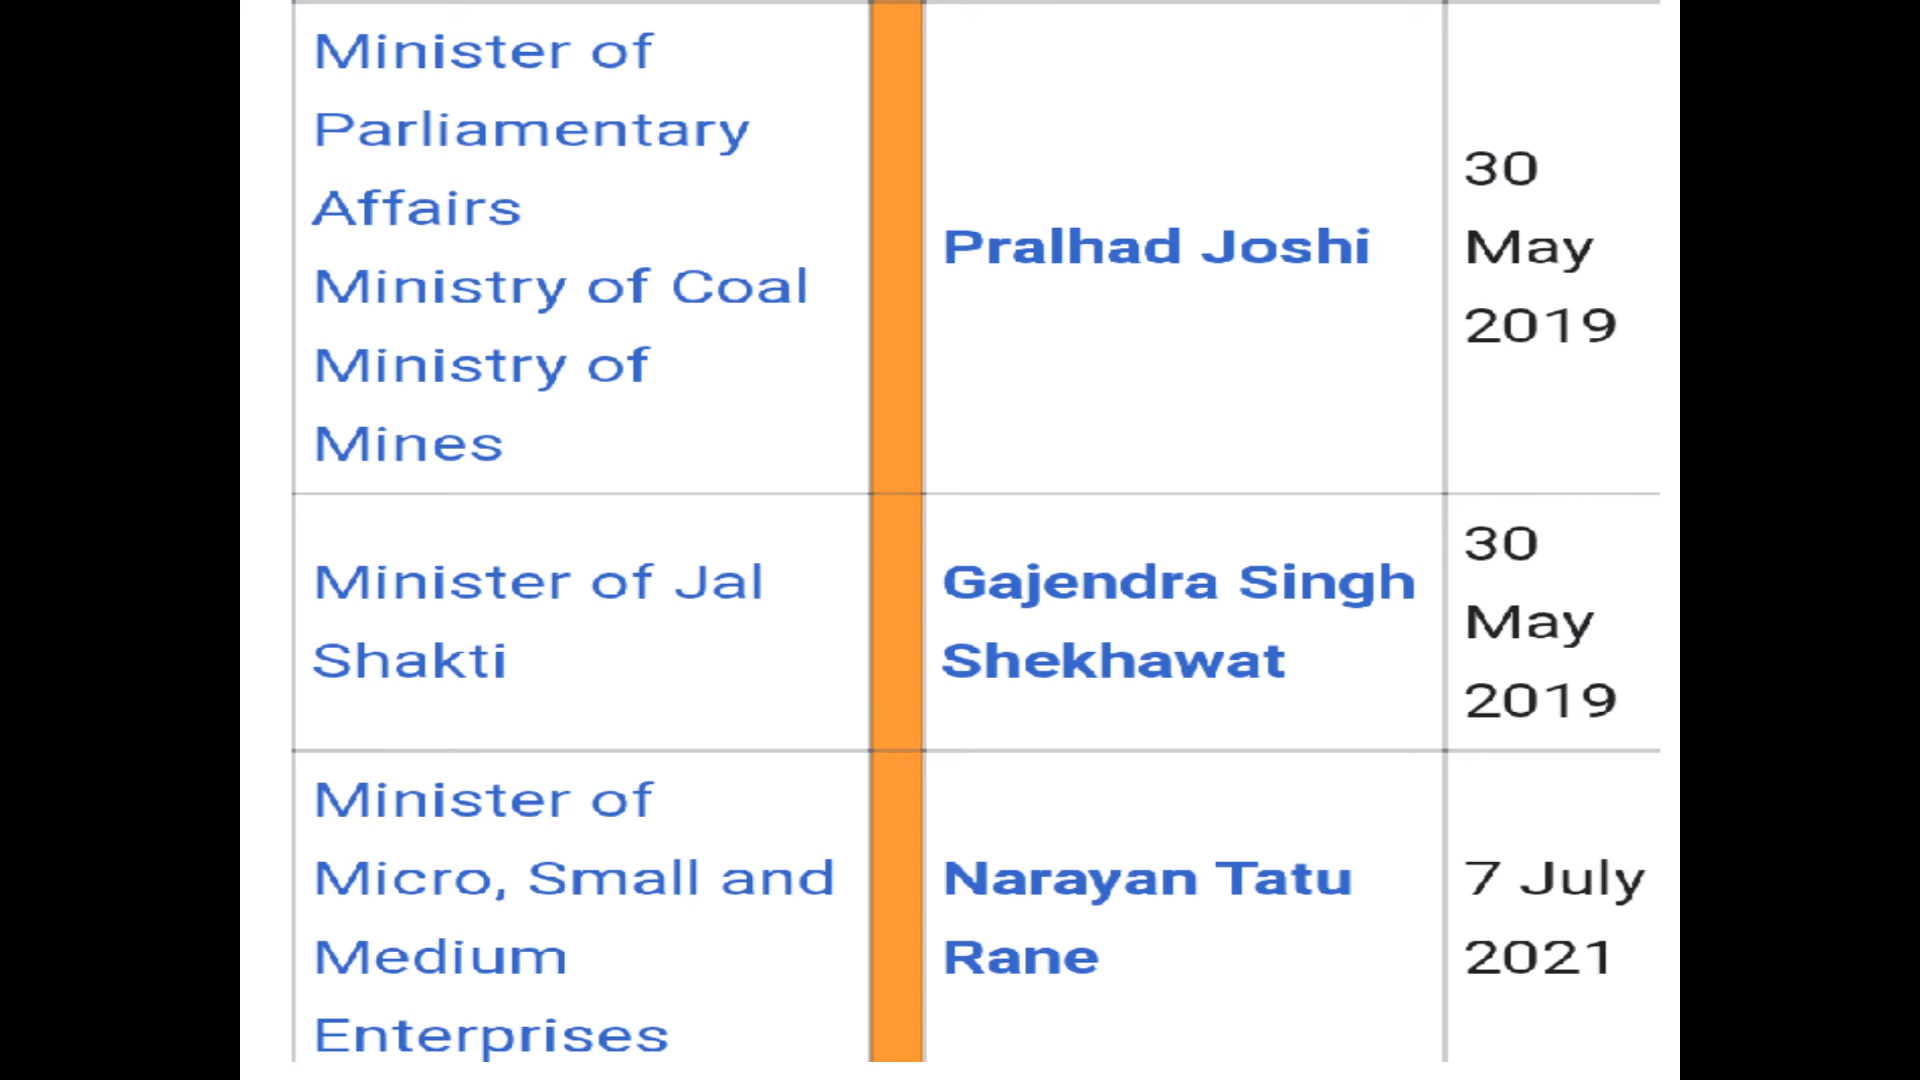 Minister of
Parliamentary
Affairs
Ministry of Coal
Ministry of
Mines
Pralhad Joshi
30
May
2019
Minister of Jal
Shakti
Gajendra Singh
Shekhawat
30
May
2019
Minister of
Micro, Small and
Medium
Enterprises
Narayan Tatu
Rane
7 July
2021